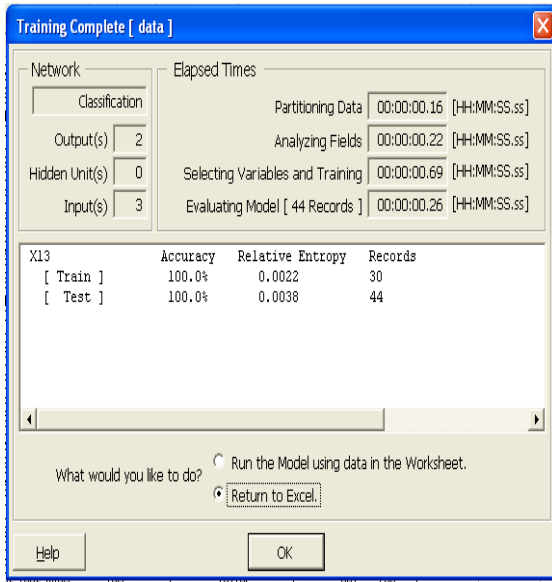 Training Complete [ data ]
Network
Classification
Output(s) 2
Hidden Unit(s) 0
Input(s) 3
Elapsed Times
Partitioning Data 00:00:00.16 [HH:MM:SS.ss]
Analyzing Fields 00:00:00.22 [HH:MM:SS.ss]
Selecting Variables and Training 00:00:00.69 [HH:MM:SS.ss]
Evaluating Model [ 44 Records ] 00:00:00.26 [HH:MM:SS.ss]
X13 Accuracy Relative Entropy Records
[ Train ] 100.0% 0.0022 30
[ Test ] 100.0% 0.0038 44
What would you like to do?
Run the Model using data in the Worksheet.
Return to Excel.
Help OK